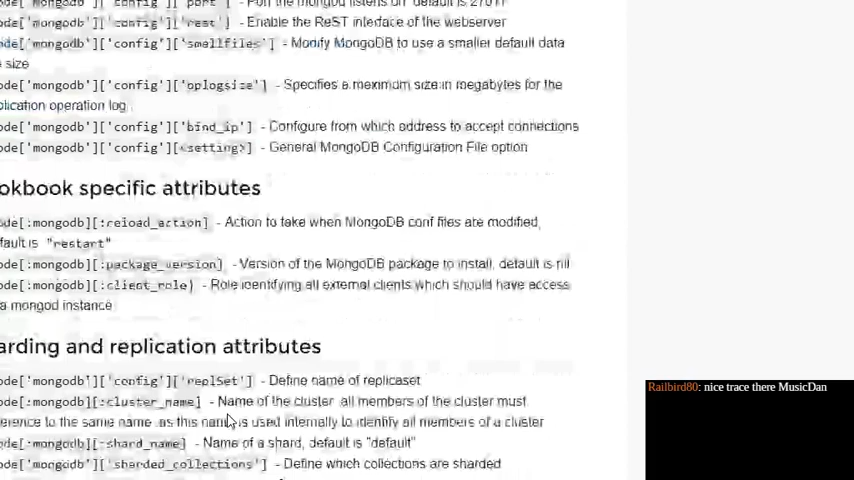 ode['mongodb']['config']['port'] - Port the mongod listens on default is 27017
ode['mongodb']['config']['rest'] - Enable the ReST interface of the webserver
ode['mongodb']['config']['smallfiles'] - Modify MongoDB to use a smaller default data
e size
ode['mongodb']['config']['oplogsize'] - Specifies a maximum size in megabytes for the
plication operation log
ode['mongodb']['config']['bind_ip'] - Configure from which address to accept connections
ode['mongodb']['config'][<setting>] - General MongoDB Configuration File option
okbook specific attributes
ode[:mongodb][:reload_action] - Action to take when MongoDB conf files are modified,
fault is "restart"
ode[:mongodb][:package_version] - Version of the MongoDB package to install, default is nil
ode[:mongodb][:client_role] - Role identifying all external clients which should have access
a mongod instance
arding and replication attributes
ode['mongodb']['config']['replSet'] - Define name of replicaset
ode[:mongodb][:cluster_name] - Name of the cluster, all members of the cluster must
erence to the same name, as this name is used internally to identify all members of a cluster
ode[:mongodb][:shard_name] - Name of a shard, default is "default"
ode['mongodb']['sharded_collections'] - Define which collections are sharded
Railbird80: nice trace there MusicDan